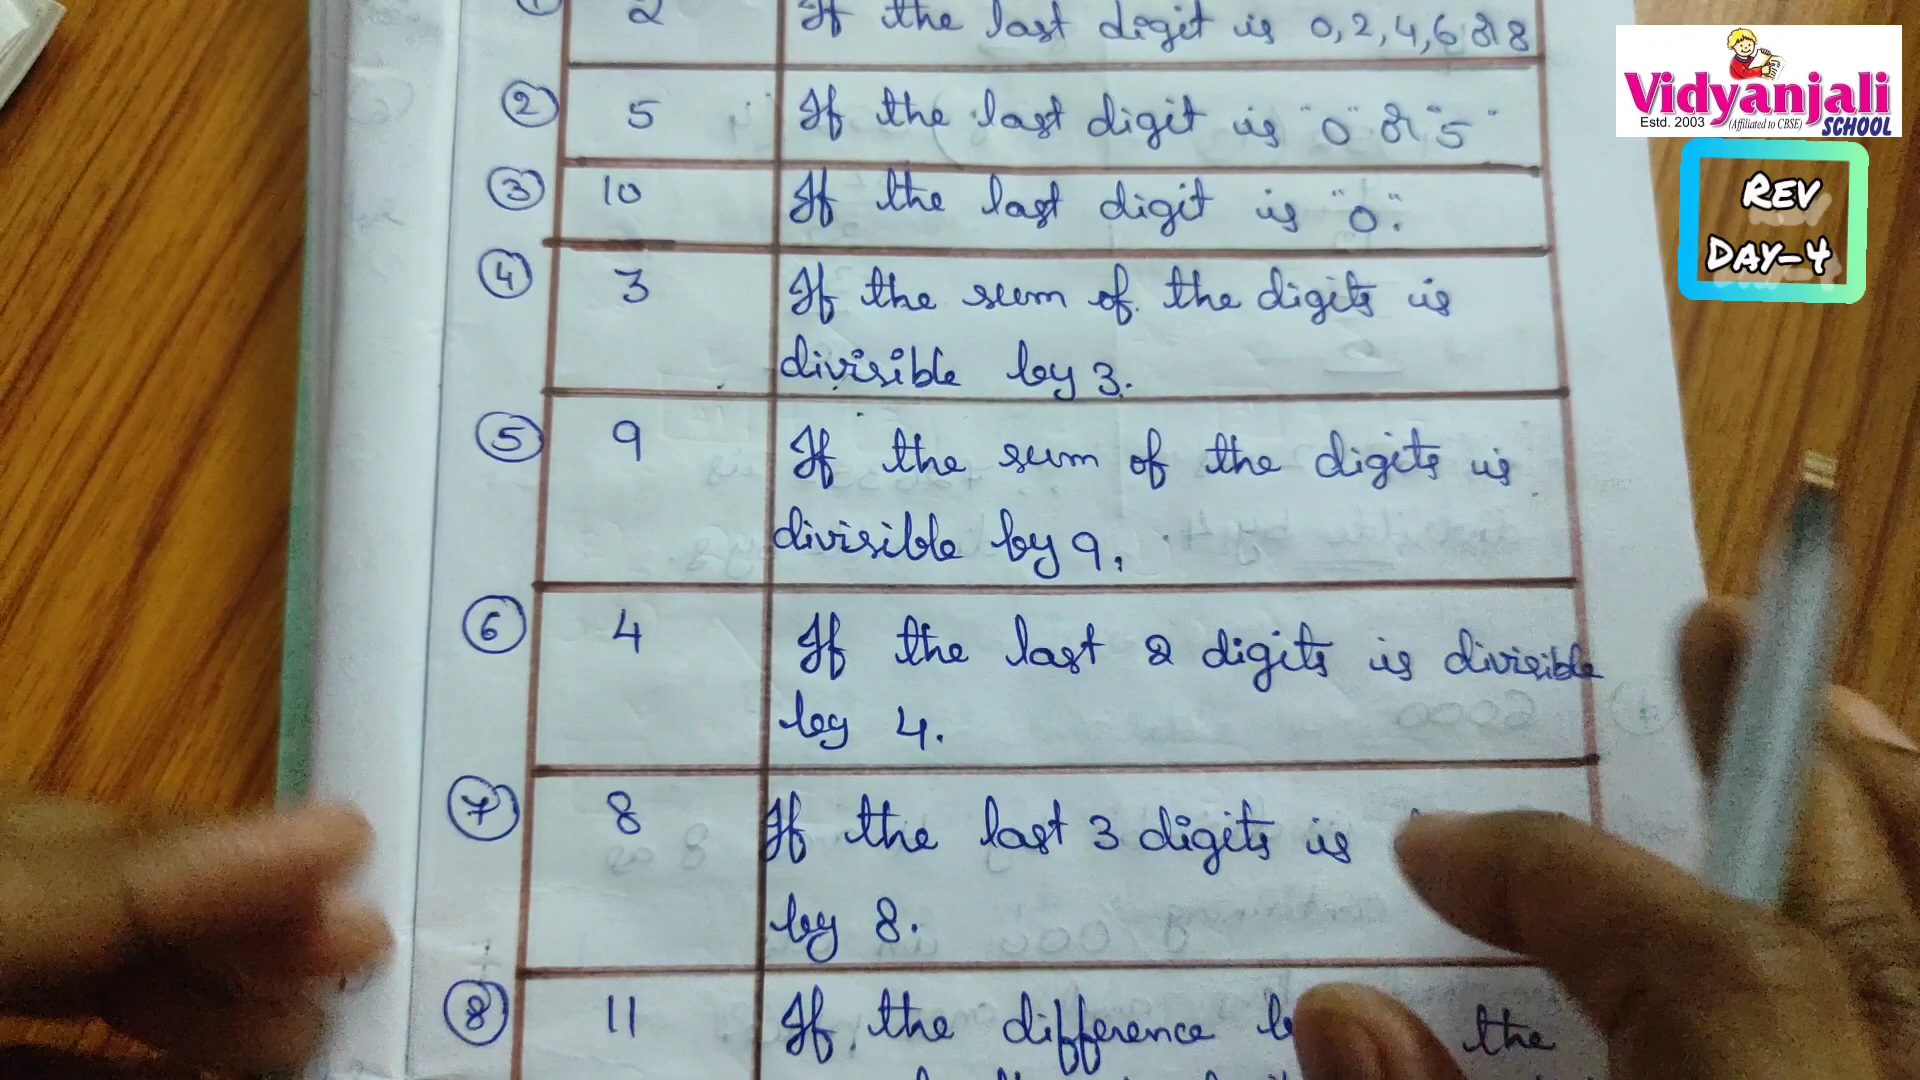 ① 2 If the last digit is 0, 2, 4, 6 or 8
② 5 If the last digit is "0" or "5"
③ 10 If the last digit is "0".
④ 3 If the sum of the digits is
divisible by 3.
⑤ 9 If the sum of the digits is
divisible by 9.
⑥ 4 If the last 2 digits is divisible
by 4.
⑦ 8 If the last 3 digits is
by 8.
⑧ 11 If the difference the
Vidyanjali
Estd. 2003 (Affiliated to CBSE) SCHOOL
REV
DAY-4